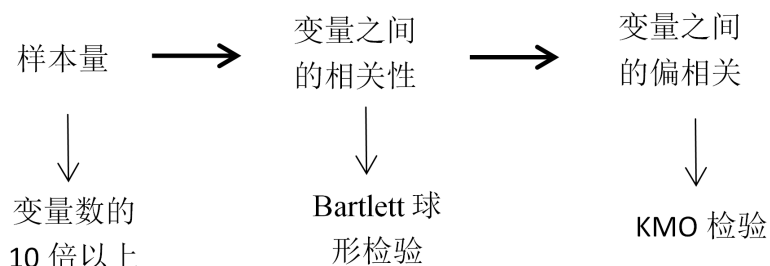 样本量
变量之间
的相关性
变量之间
的偏相关
变量数的
10 倍以上
Bartlett 球
形检验
KMO 检验